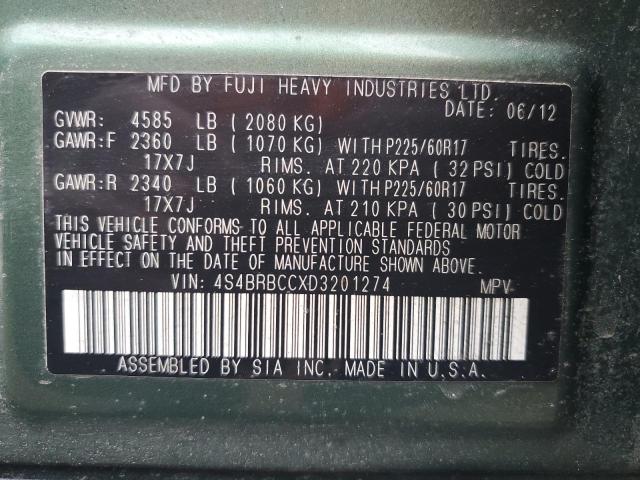 MFD BY FUJI HEAVY INDUSTRIES LTD.
DATE: 06/12
GVWR: 4585 LB ( 2080 KG)
GAWR:F 2360 LB ( 1070 KG) WITH P225/60R17 TIRES.
17X7J RIMS. AT 220 KPA ( 32 PSI) COLD
GAWR:R 2340 LB ( 1060 KG) WITH P225/60R17 TIRES.
17X7J RIMS. AT 210 KPA ( 30 PSI) COLD
THIS VEHICLE CONFORMS TO ALL APPLICABLE FEDERAL MOTOR
VEHICLE SAFETY AND THEFT PREVENTION STANDARDS
IN EFFECT ON THE DATE OF MANUFACTURE SHOWN ABOVE.
VIN: 4S4BRBCCXD3201274 MPV
ASSEMBLED BY SIA INC. MADE IN U.S.A.